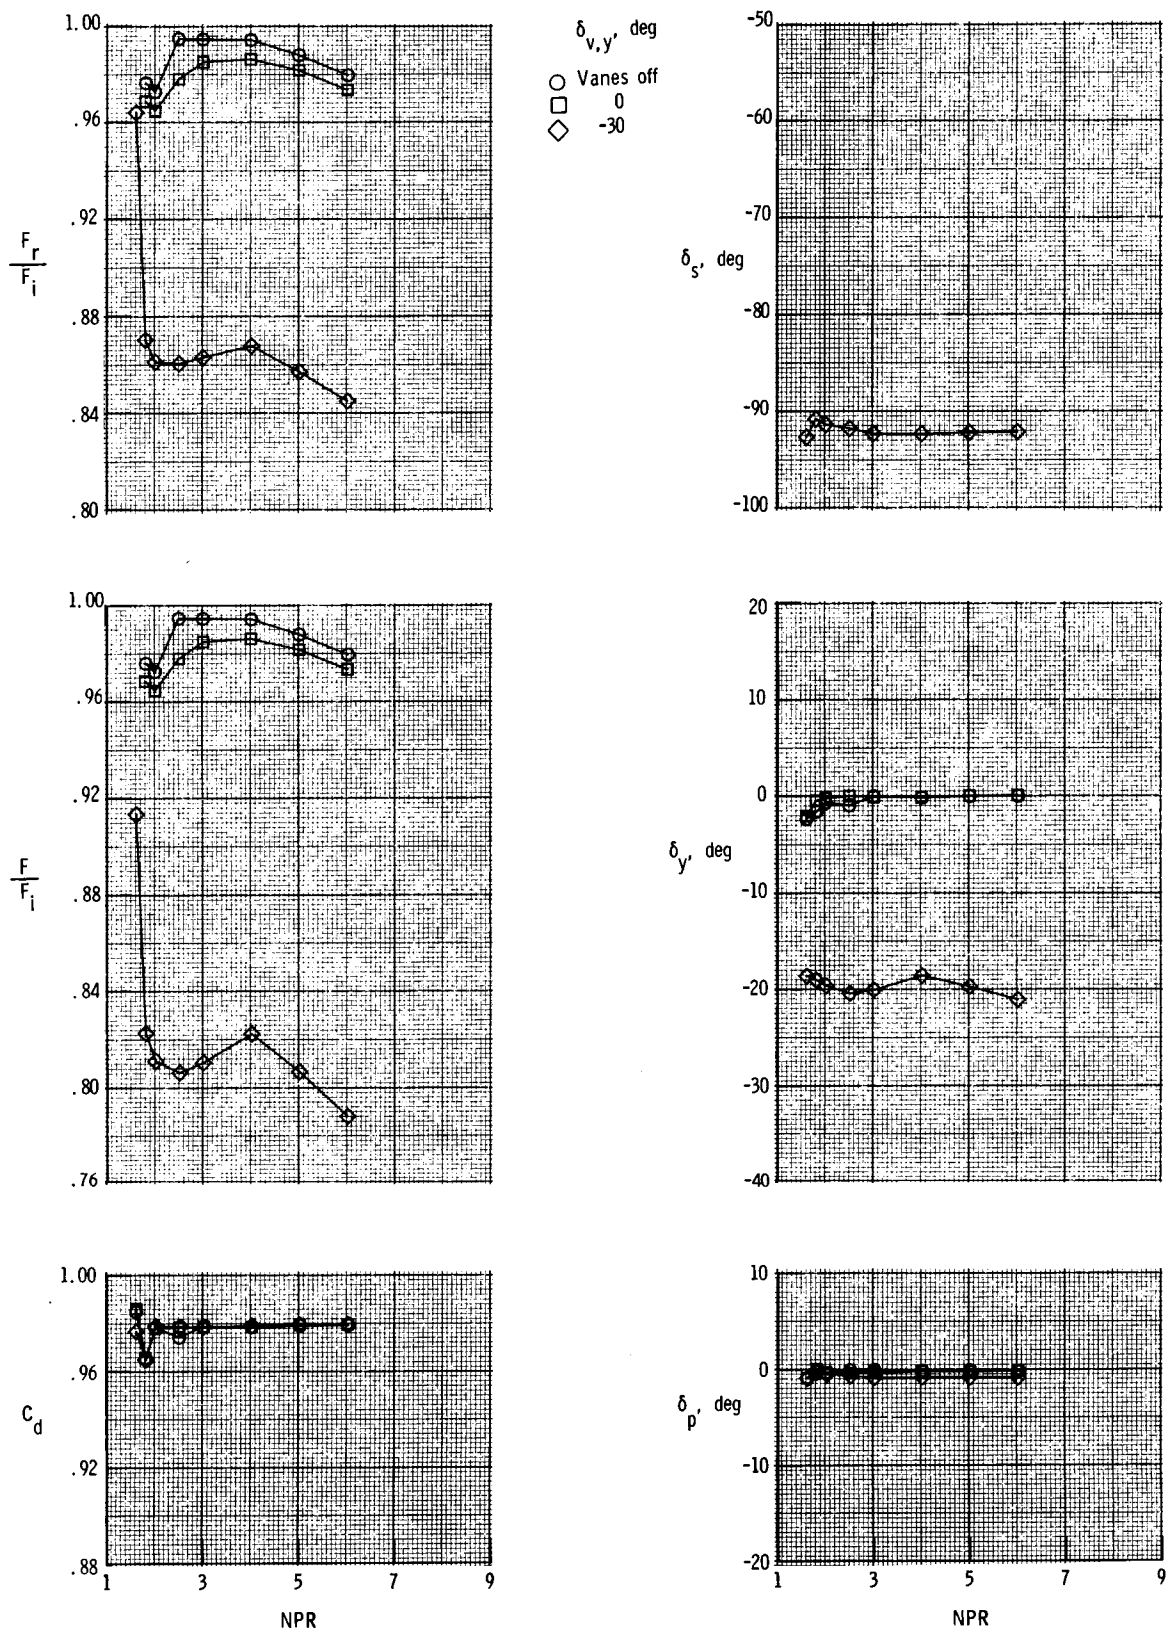 δv,y, deg
Vanes off
0
-30
Fr
Fi
1.00
.96
.92
.88
.84
.80
δs, deg
-50
-60
-70
-80
-90
-100
F
Fi
1.00
.96
.92
.88
.84
.80
.76
δy, deg
20
10
0
-10
-20
-30
-40
Cd
1.00
.96
.92
.88
1 3 5 7 9
NPR
δp, deg
10
0
-10
-20
1 3 5 7 9
NPR